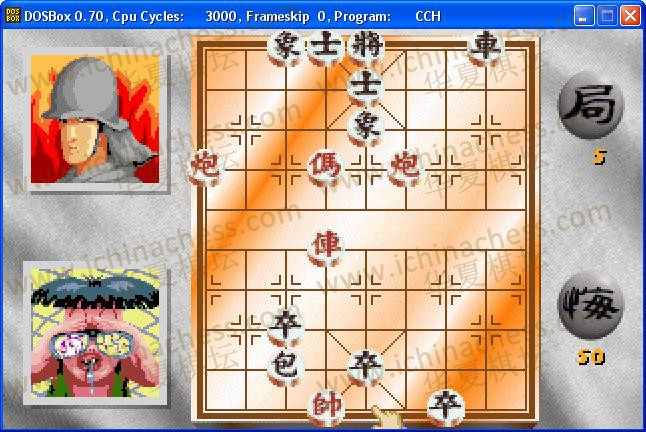 DOSBox 0.70, Cpu Cycles: 3000, Frameskip 0, Program: CCH
象 士 將 車
士
象
炮 傌 炮
俥
卒
包 卒
帥 卒
局
5
悔
50
www.ichinachess.com
华夏棋坛